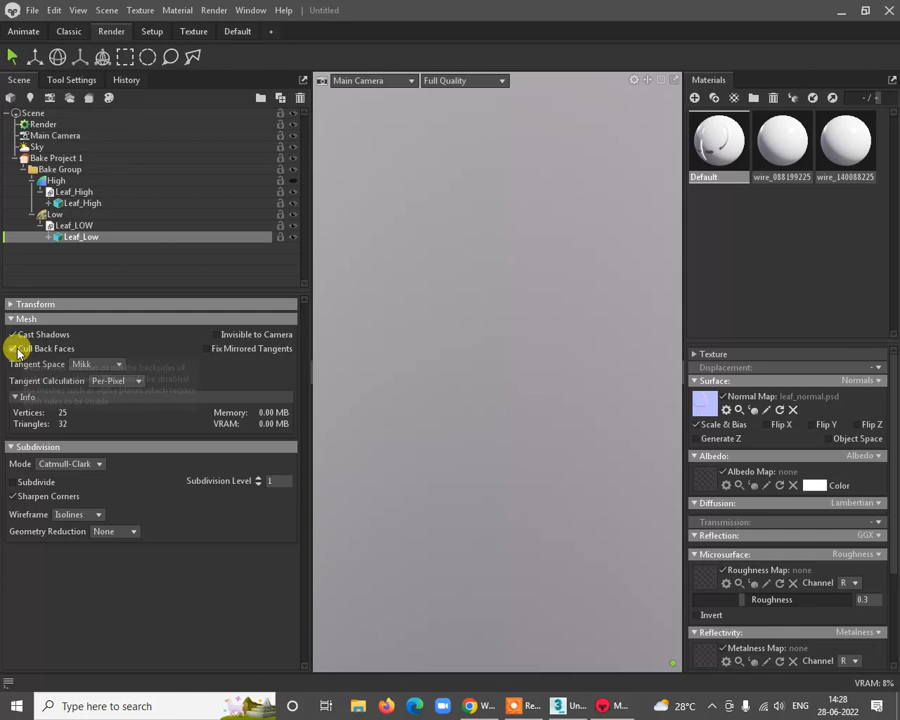 File Edit View Scene Texture Material Render Window Help Untitled
Animate Classic Render Setup Texture Default +
Scene Tool Settings History
Main Camera Full Quality
Materials
- /
Scene
Render
Main Camera
Sky
Bake Project 1
Bake Group
High
Leaf_High
Leaf_High
Low
Leaf_LOW
Leaf_Low
Default wire_088199225 wire_140088225
Transform
Mesh
Cast Shadows Invisible to Camera
Cull Back Faces Fix Mirrored Tangents
Tangent Space Mikk
Tangent Calculation Per-Pixel
Info
Vertices: 25 Memory: 0.00 MB
Triangles: 32 VRAM: 0.00 MB
Subdivision
Mode Catmull-Clark
Subdivide Subdivision Level 1
Sharpen Corners
Wireframe Isolines
Geometry Reduction None
Texture
Displacement: -
Surface: Normals
Normal Map: leaf_normal.psd
Scale & Bias Flip X Flip Y Flip Z
Generate Z Object Space
Albedo: Albedo
Albedo Map: none
Color
Diffusion: Lambertian
Transmission: -
Reflection: GGX
Microsurface: Roughness
Roughness Map: none
Channel R
Roughness 0.3
Invert
Reflectivity: Metalness
Metalness Map: none
Channel R
VRAM: 8%
Type here to search
W... Re... Un... M... 28°C ENG 14:28 28-06-2022